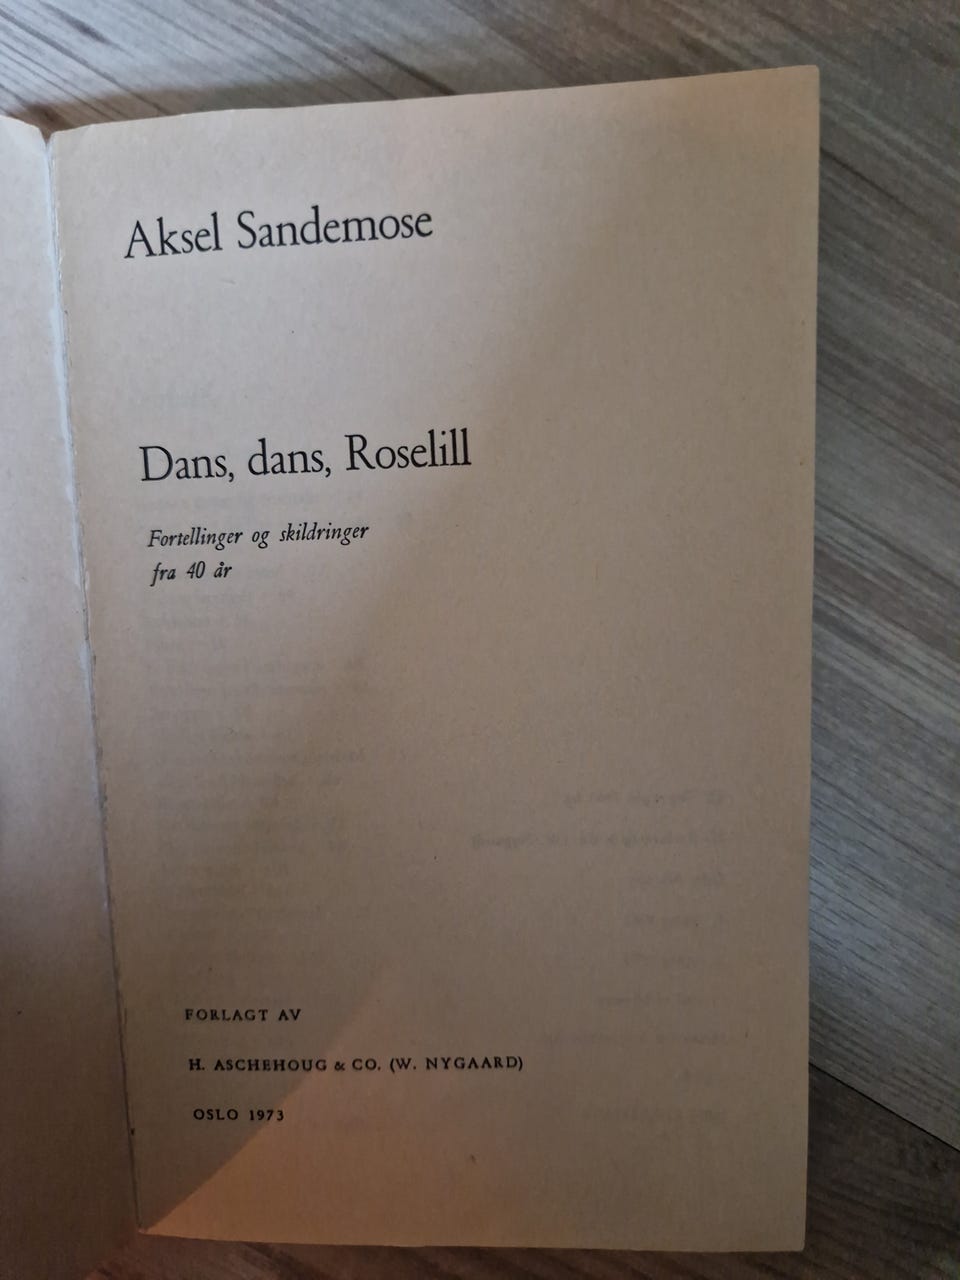 Aksel Sandemose
Dans, dans, Roselill
Fortellinger og skildringer
fra 40 år
FORLAGT AV
H. ASCHEHOUG & CO. (W. NYGAARD)
OSLO 1973